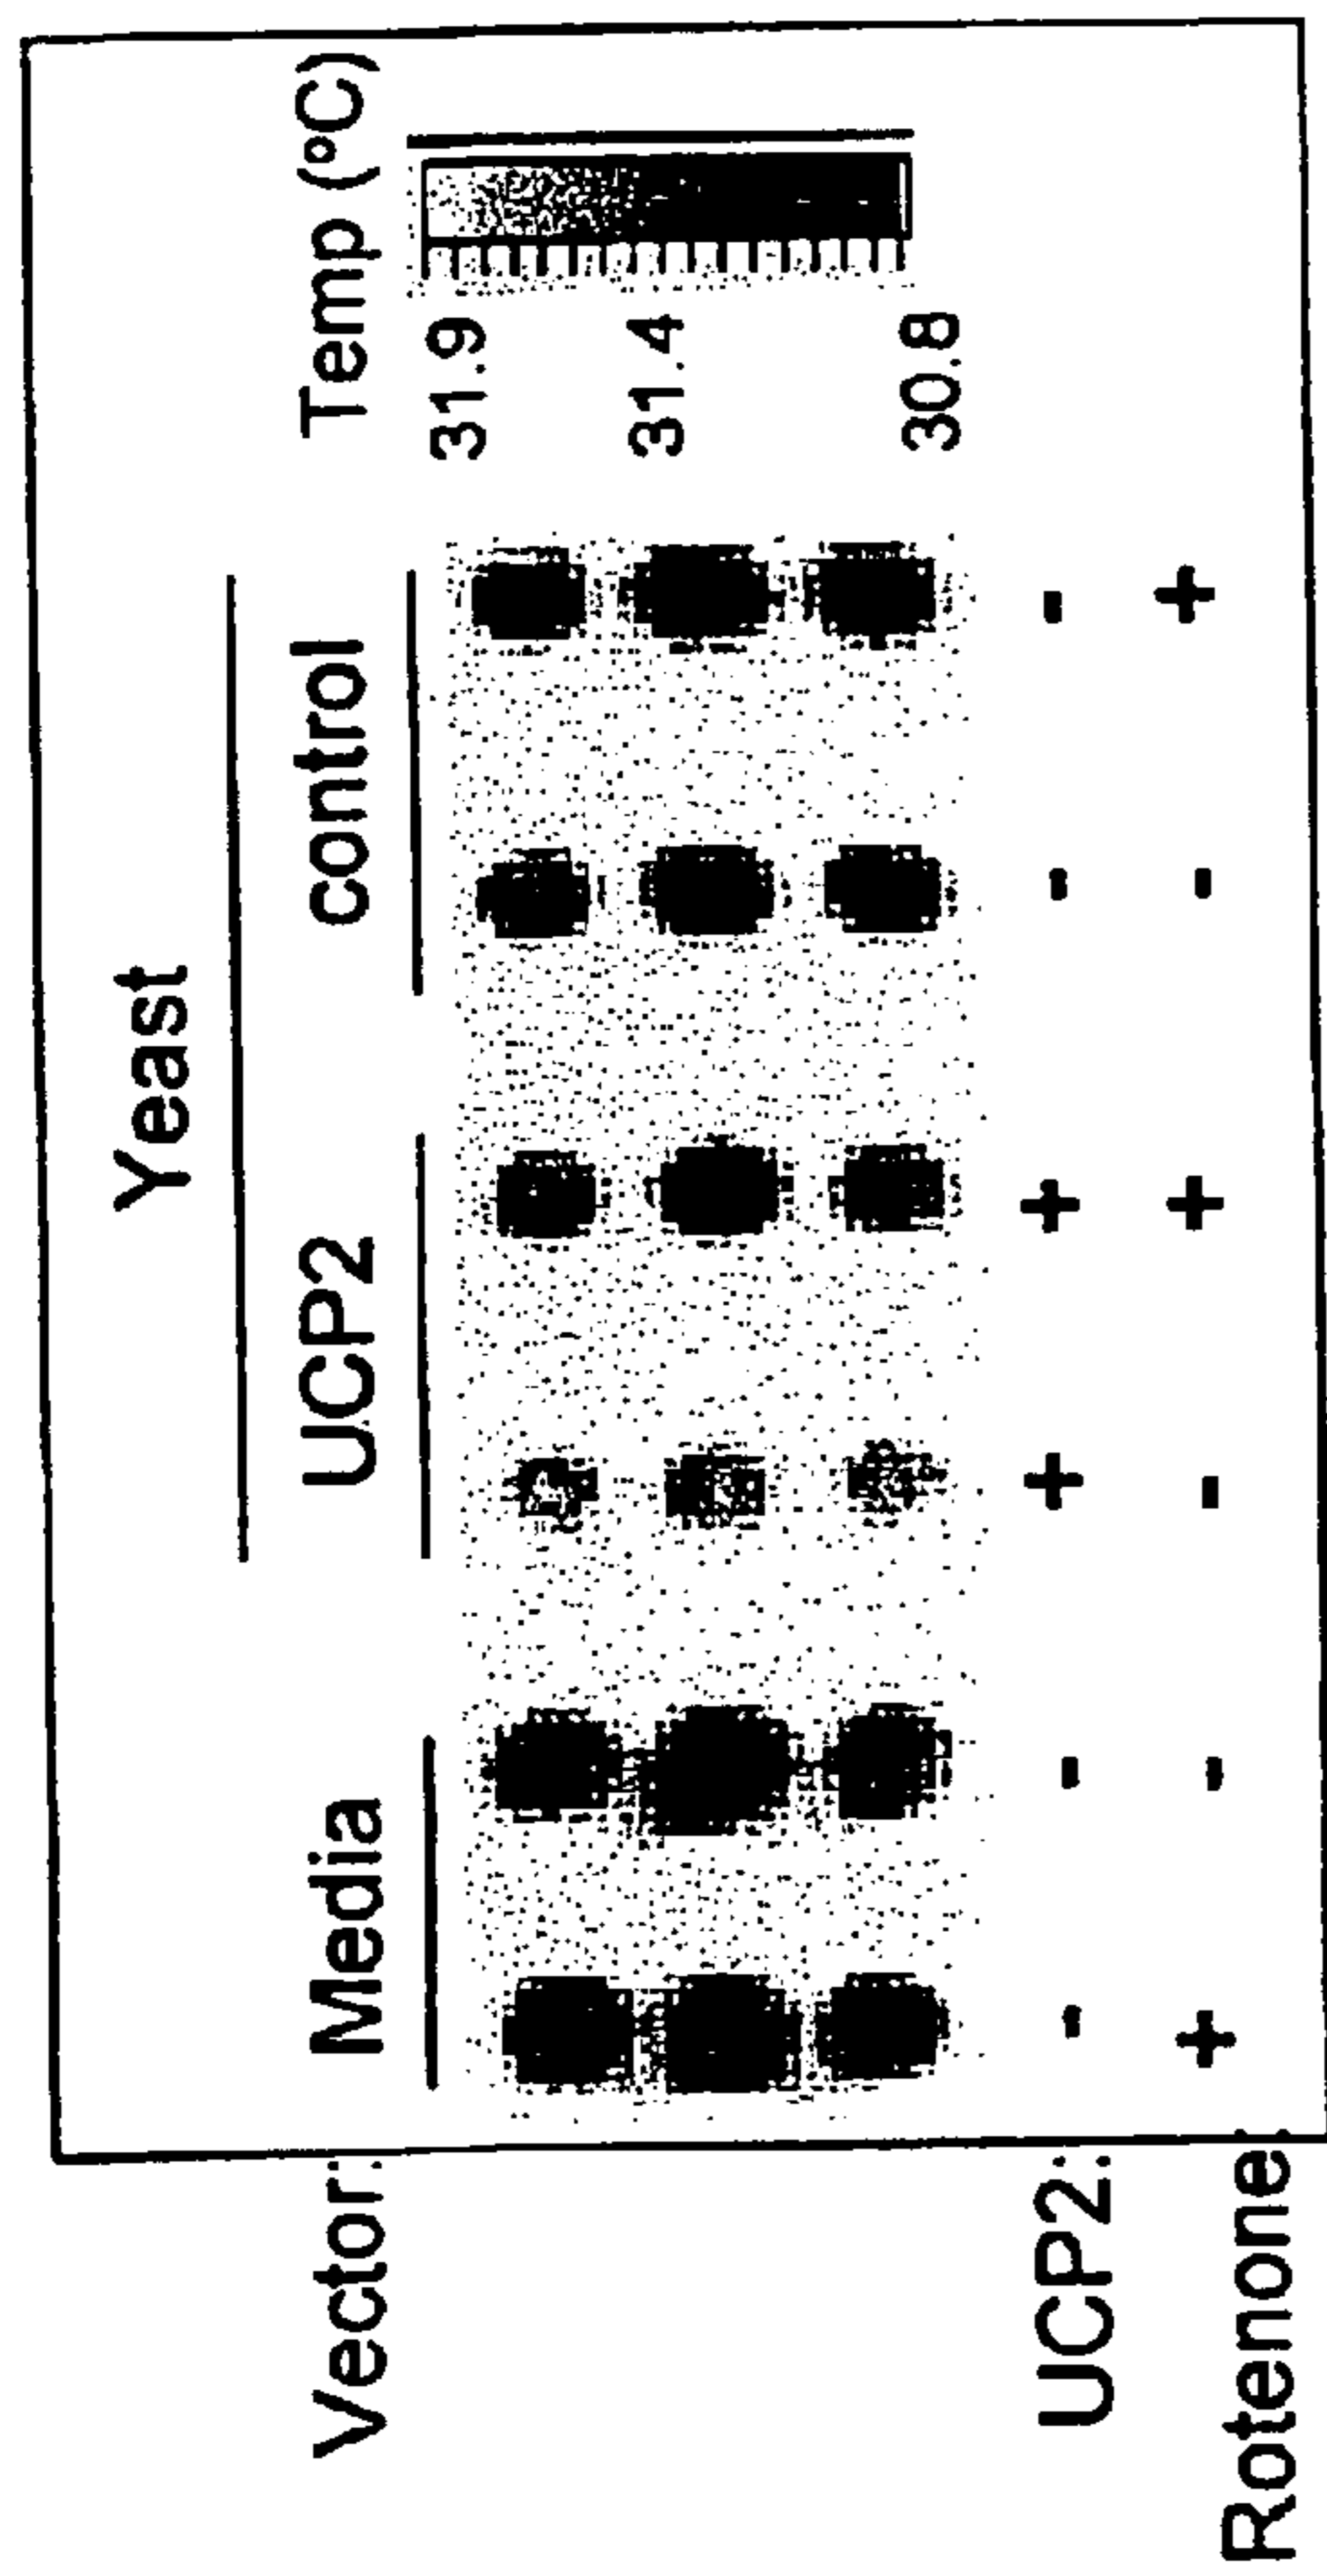 Yeast
Vector: Media UCP2 control Temp (°C)
31.9
31.4
30.8
UCP2: - - + + - -
Rotenone + - - + - +